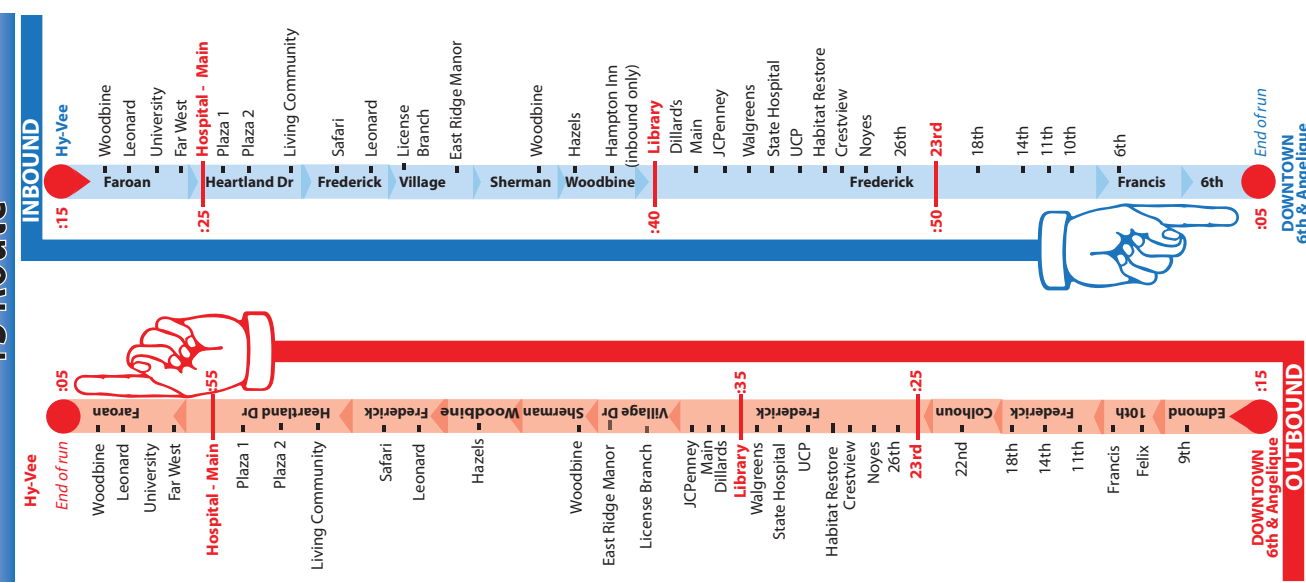 INBOUND
Hy-Vee
Woodbine
Leonard
University
Far West
Hospital - Main
Plaza 1
Plaza 2
Living Community
Safari
Leonard
License
Branch
East Ridge Manor
Woodbine
Hazels
Hampton Inn
(inbound only)
Library
Dillard's
Main
JCPenney
Walgreens
State Hospital
UCP
Habitat Restore
Crestview
Noyes
26th
23rd
18th
14th
11th
10th
6th
End of run
DOWNTOWN
6th & Angelique
Faroan
Heartland Dr
Frederick
Village
Sherman
Woodbine
Frederick
Francis
6th
:15
:25
:40
:50
:05
:05
:55
:35
:25
:15
Faroan
Heartland Dr
Frederick
Woodbine
Sherman
Village Dr
Frederick
Colhoun
Frederick
10th
Edmond
Hy-Vee
End of run
Woodbine
Leonard
University
Far West
Hospital - Main
Plaza 1
Plaza 2
Living Community
Safari
Leonard
Hazels
Woodbine
East Ridge Manor
License Branch
JCPenney
Main
Dillards
Library
Walgreens
State Hospital
UCP
Habitat Restore
Crestview
Noyes
26th
23rd
22nd
18th
14th
11th
Francis
Felix
9th
DOWNTOWN
6th & Angelique
OUTBOUND